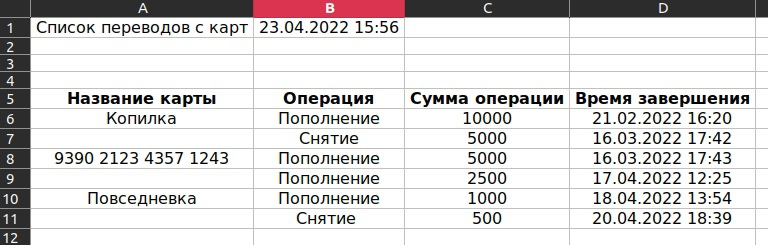 A B C D
1 Список переводов с карт 23.04.2022 15:56
2
3
4
5 Название карты Операция Сумма операции Время завершения
6 Копилка Пополнение 10000 21.02.2022 16:20
7 Снятие 5000 16.03.2022 17:42
8 9390 2123 4357 1243 Пополнение 5000 16.03.2022 17:43
9 Пополнение 2500 17.04.2022 12:25
10 Повседневка Пополнение 1000 18.04.2022 13:54
11 Снятие 500 20.04.2022 18:39
12